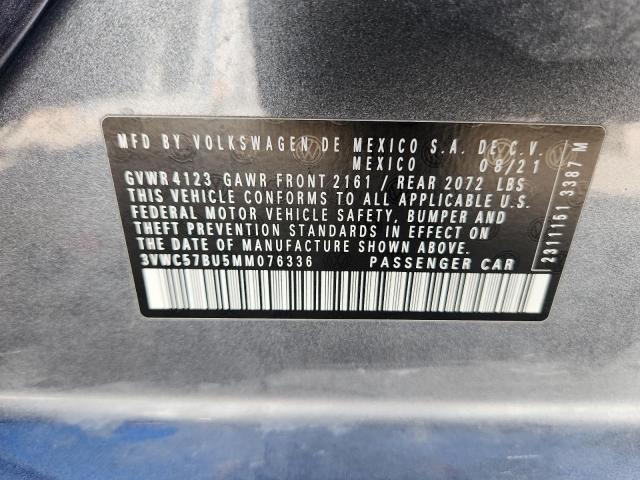 MFD BY VOLKSWAGEN DE MEXICO S.A. DE C.V.
MEXICO 08/21
GVWR 4123 GAWR FRONT 2161 / REAR 2072 LBS
THIS VEHICLE CONFORMS TO ALL APPLICABLE U.S.
FEDERAL MOTOR VEHICLE SAFETY, BUMPER AND
THEFT PREVENTION STANDARDS IN EFFECT ON
THE DATE OF MANUFACTURE SHOWN ABOVE.
3VWC57BU5MM076336 PASSENGER CAR
2311151 3387 M